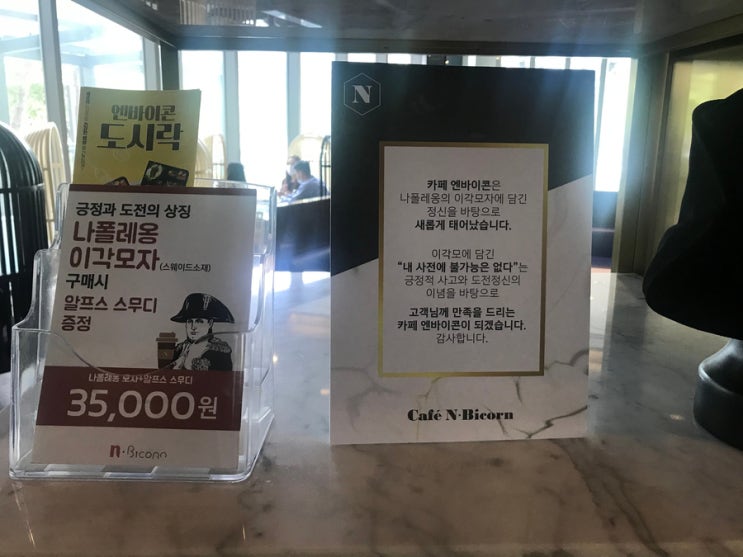 엔바이콘
도시락
긍정과 도전의 상징
나폴레옹
이각모자 (스웨이드소재)
구매시
알프스 스무디
증정
나폴레옹 모자+알프스 스무디
35,000원
n·Bicorn
N
카페 엔바이콘은
나폴레옹의 이각모자에 담긴
정신을 바탕으로
새롭게 태어났습니다.
이각모에 담긴
“내 사전에 불가능은 없다”는
긍정적 사고와 도전정신의
이념을 바탕으로
고객님께 만족을 드리는
카페 엔바이콘이 되겠습니다.
감사합니다.
Café N·Bicorn